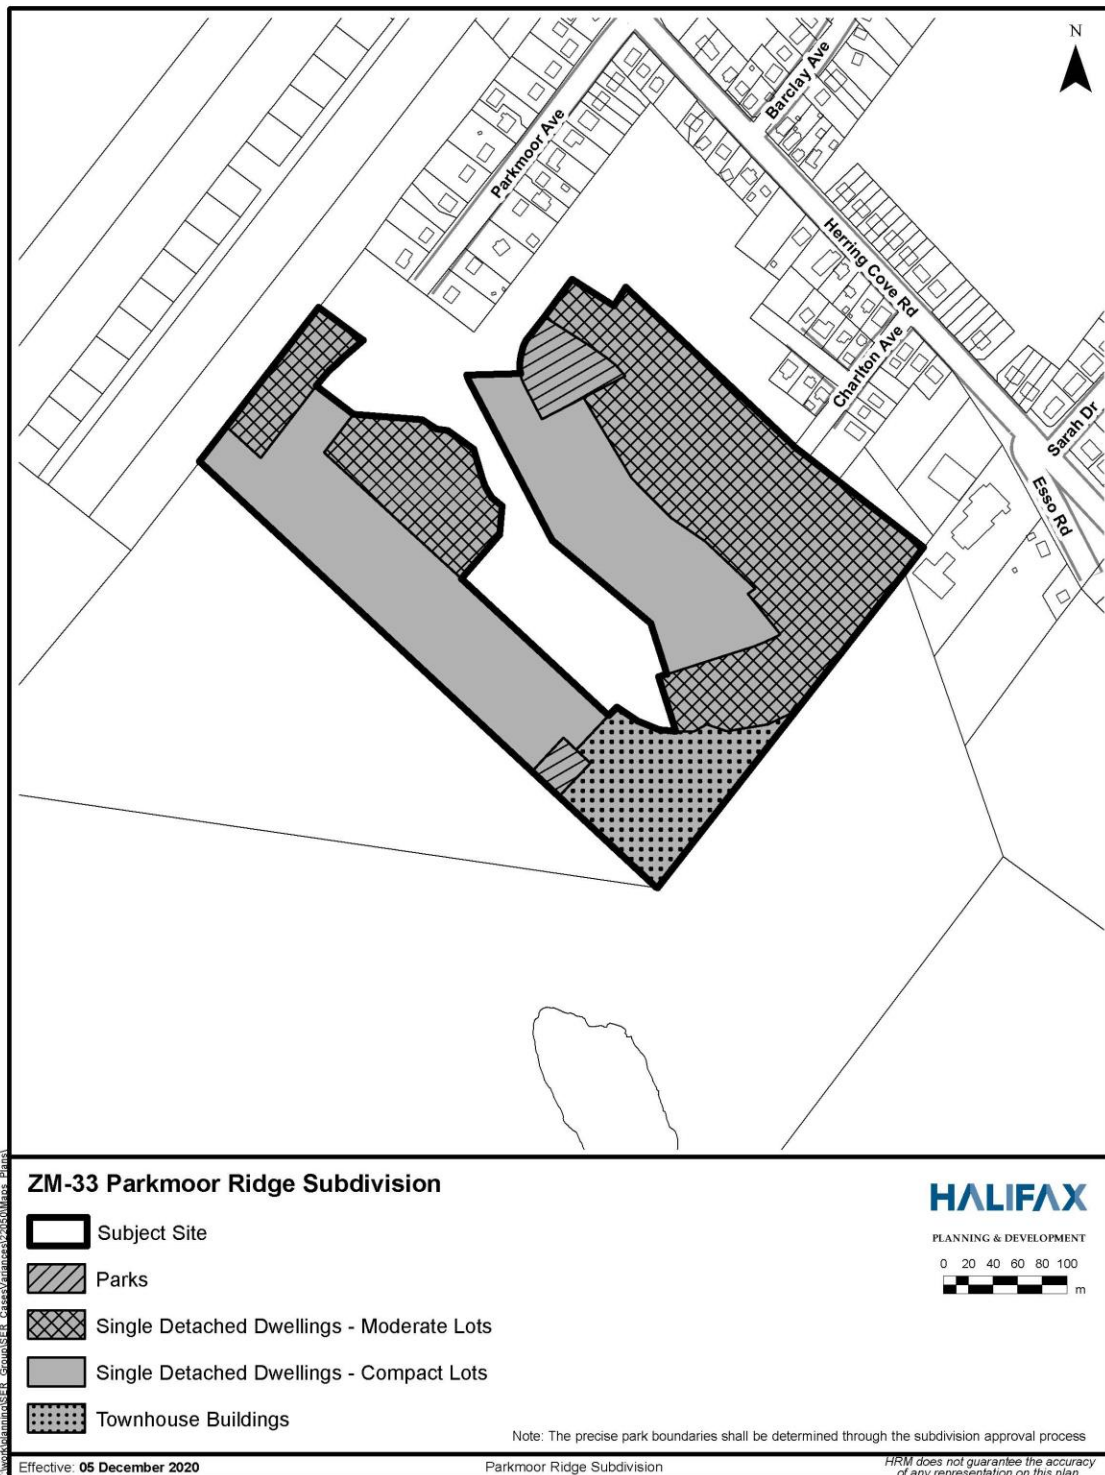 N
Barclay Ave
Parkmoor Ave
Herring Cove Rd
Charlton Ave
Sarah Dr
Esso Rd
ZM-33 Parkmoor Ridge Subdivision
Subject Site
Parks
Single Detached Dwellings - Moderate Lots
Single Detached Dwellings - Compact Lots
Townhouse Buildings
HALIFAX
PLANNING & DEVELOPMENT
0 20 40 60 80 100
m
Note: The precise park boundaries shall be determined through the subdivision approval process
Effective: 05 December 2020
Parkmoor Ridge Subdivision
HRM does not guarantee the accuracy
of any representation on this plan